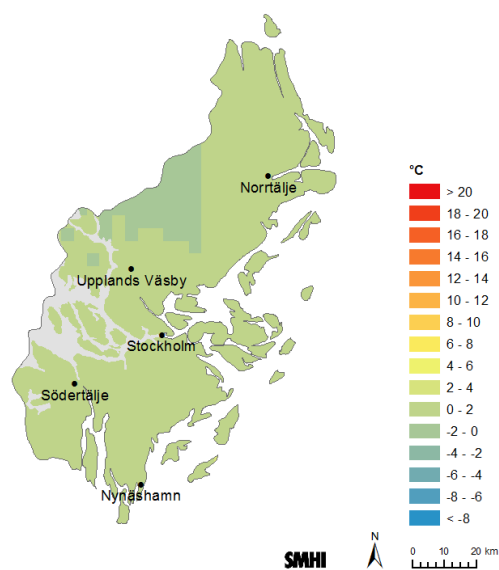 Norrtälje
Upplands Väsby
Stockholm
Södertälje
Nynäshamn
°C
> 20
18 - 20
16 - 18
14 - 16
12 - 14
10 - 12
8 - 10
6 - 8
4 - 6
2 - 4
0 - 2
-2 - 0
-4 - -2
-6 - -4
-8 - -6
< -8
SMHI
N
0 10 20 km